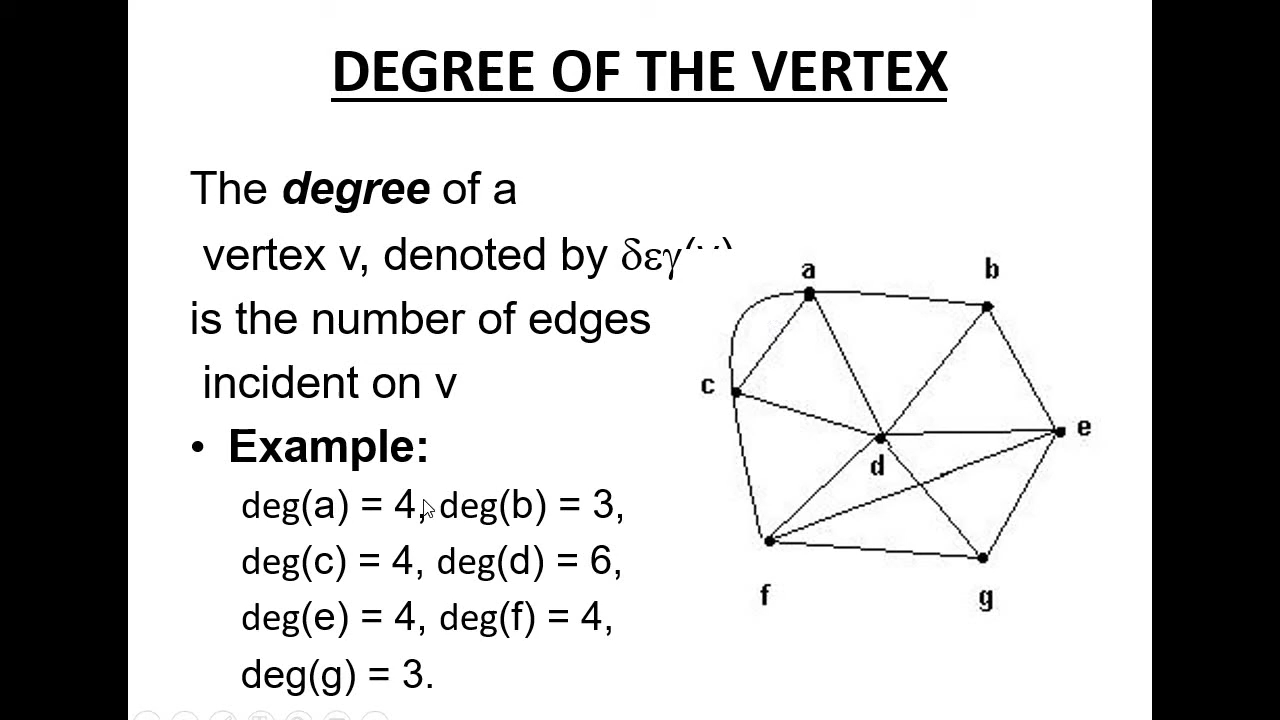 DEGREE OF THE VERTEX
The degree of a
vertex v, denoted by δεγ(v)
is the number of edges
incident on v
• Example:
deg(a) = 4, deg(b) = 3,
deg(c) = 4, deg(d) = 6,
deg(e) = 4, deg(f) = 4,
deg(g) = 3.
a
b
c
d
e
f
g